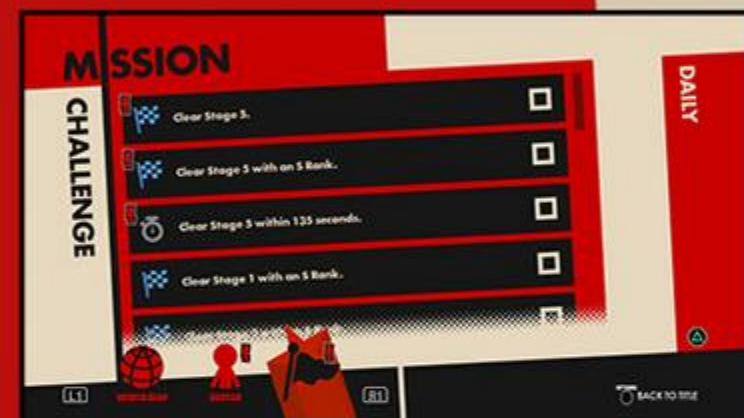 MISSION
CHALLENGE
DAILY
Clear Stage 5.
Clear Stage 5 with an S Rank.
Clear Stage 5 within 135 seconds.
Clear Stage 1 with an S Rank.
L1
R1
BACK TO TITLE